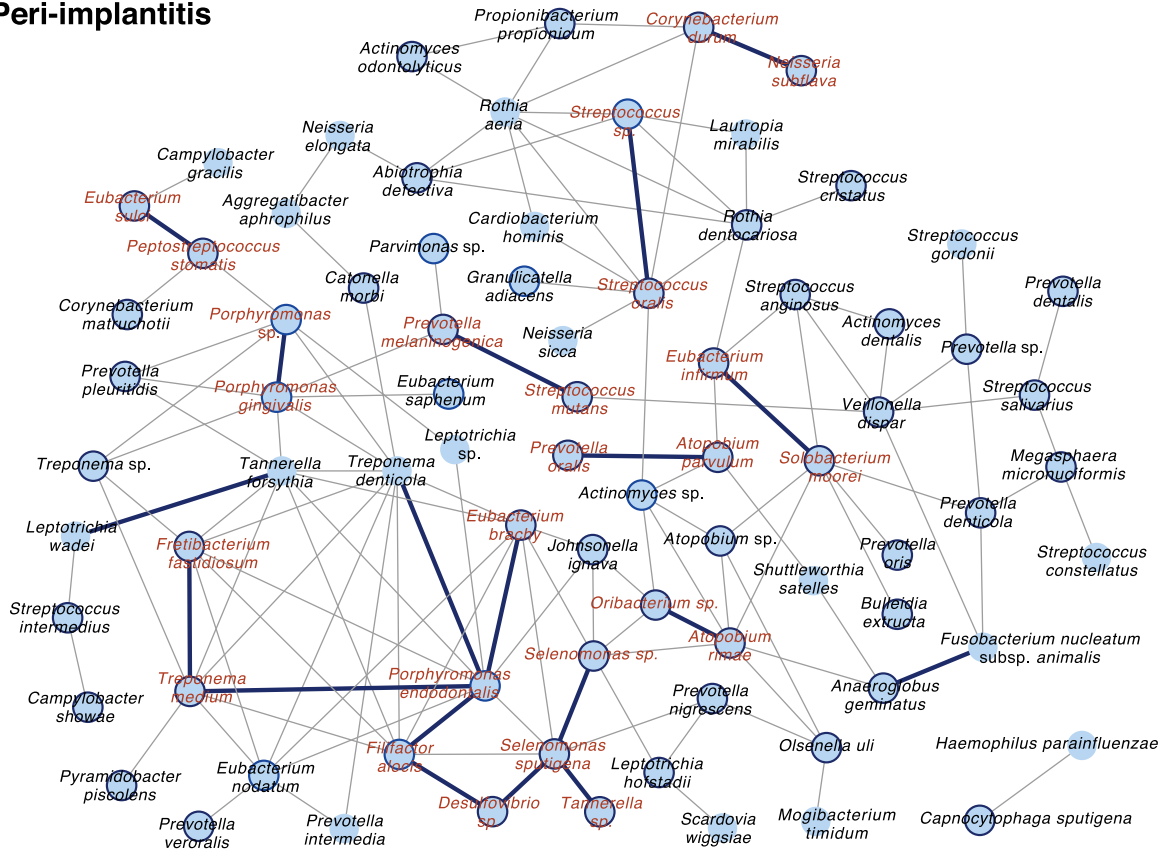 Peri-implantitis
Propionibacterium
propionicum
Corynebacterium
durum
Actinomyces
odontolyticus
Neisseria
subflava
Rothia
aeria
Streptococcus
sp.
Neisseria
elongata
Lautropia
mirabilis
Campylobacter
gracilis
Abiotrophia
defectiva
Streptococcus
cristatus
Eubacterium
sulci
Aggregatibacter
aphrophilus
Cardiobacterium
hominis
Rothia
dentocariosa
Peptostreptococcus
stomatis
Parvimonas sp.
Streptococcus
gordonii
Catonella
morbi
Granulicatella
adiacens
Streptococcus
oralis
Streptococcus
anginosus
Prevotella
dentalis
Corynebacterium
matruchotii
Porphyromonas
sp.
Prevotella
melaninogenica
Neisseria
sicca
Actinomyces
dentalis
Prevotella sp.
Prevotella
pleuritidis
Porphyromonas
gingivalis
Eubacterium
saphenum
Streptococcus
mutans
Eubacterium
infirmum
Veillonella
dispar
Streptococcus
salivarius
Treponema sp.
Tannerella
forsythia
Treponema
denticola
Leptotrichia
sp.
Prevotella
oralis
Atopobium
parvulum
Solobacterium
moorei
Megasphaera
micronuciformis
Actinomyces sp.
Prevotella
denticola
Leptotrichia
wadei
Fretibacterium
fastidiosum
Eubacterium
brachy
Johnsonella
ignava
Atopobium sp.
Prevotella
oris
Streptococcus
constellatus
Shuttleworthia
satelles
Streptococcus
intermedius
Oribacterium sp.
Bulleidia
extructa
Selenomonas sp.
Atopobium
rimae
Fusobacterium nucleatum
subsp. animalis
Treponema
medium
Porphyromonas
endodontalis
Prevotella
nigrescens
Anaeroglobus
geminatus
Campylobacter
showae
Filifactor
alocis
Selenomonas
sputigena
Olsenella uli
Haemophilus parainfluenzae
Pyramidobacter
piscolens
Eubacterium
nodatum
Leptotrichia
hofstadii
Desulfovibrio
sp.
Tannerella
sp.
Prevotella
veroralis
Prevotella
intermedia
Scardovia
wiggsiae
Mogibacterium
timidum
Capnocytophaga sputigena